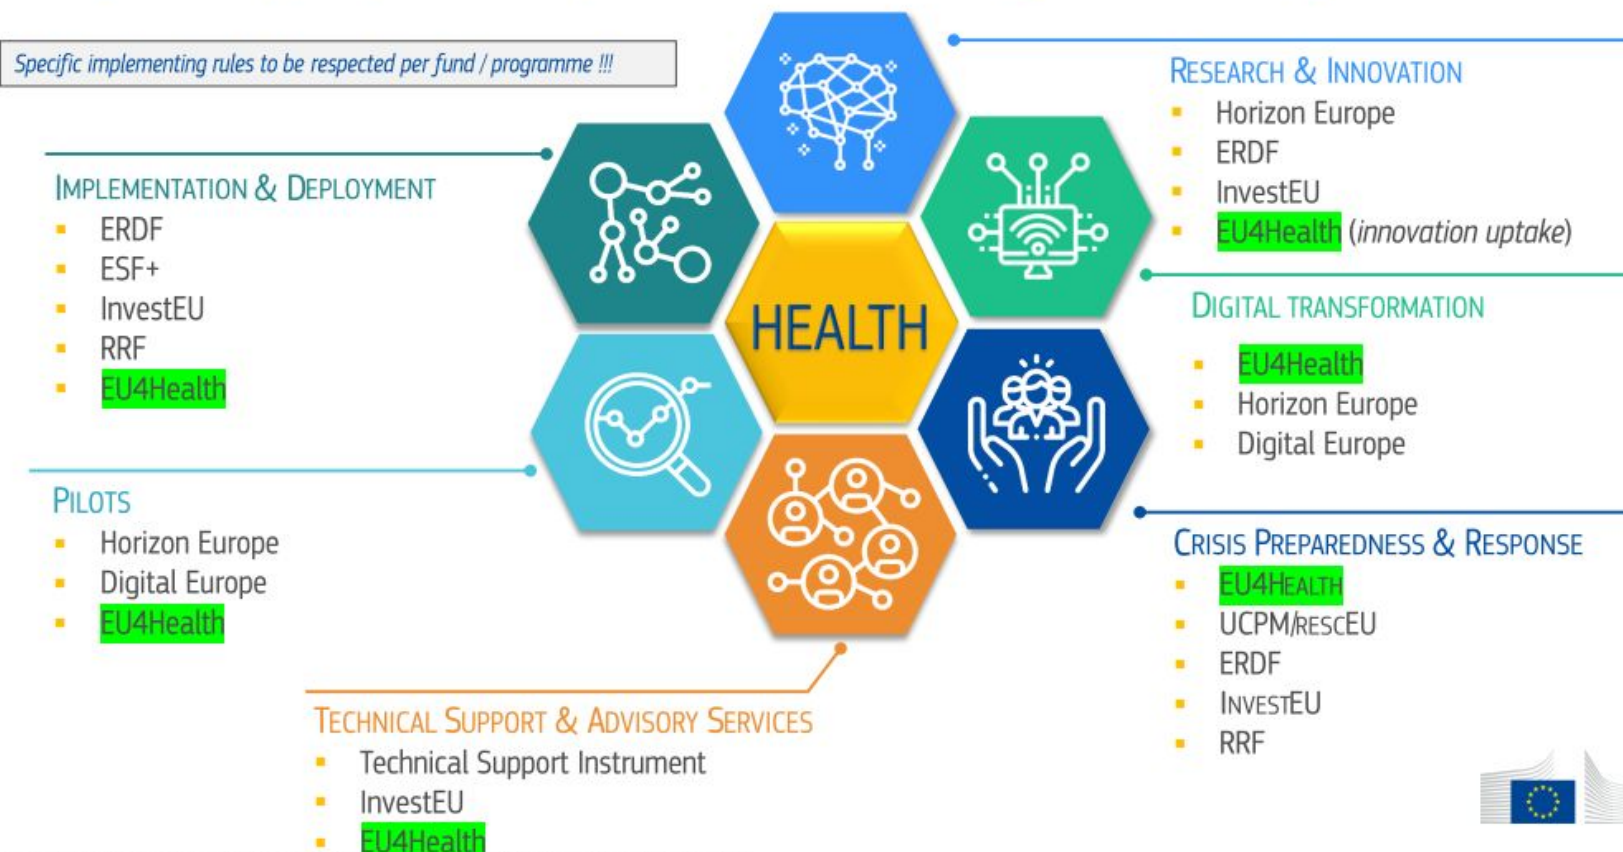 Specific implementing rules to be respected per fund / programme !!!
IMPLEMENTATION & DEPLOYMENT
▪ ERDF
▪ ESF+
▪ InvestEU
▪ RRF
▪ EU4Health
PILOTS
▪ Horizon Europe
▪ Digital Europe
▪ EU4Health
TECHNICAL SUPPORT & ADVISORY SERVICES
▪ Technical Support Instrument
▪ InvestEU
▪ EU4Health
HEALTH
RESEARCH & INNOVATION
▪ Horizon Europe
▪ ERDF
▪ InvestEU
▪ EU4Health (innovation uptake)
DIGITAL TRANSFORMATION
▪ EU4Health
▪ Horizon Europe
▪ Digital Europe
CRISIS PREPAREDNESS & RESPONSE
▪ EU4HEALTH
▪ UCPM/RESCEU
▪ ERDF
▪ INVESTEU
▪ RRF